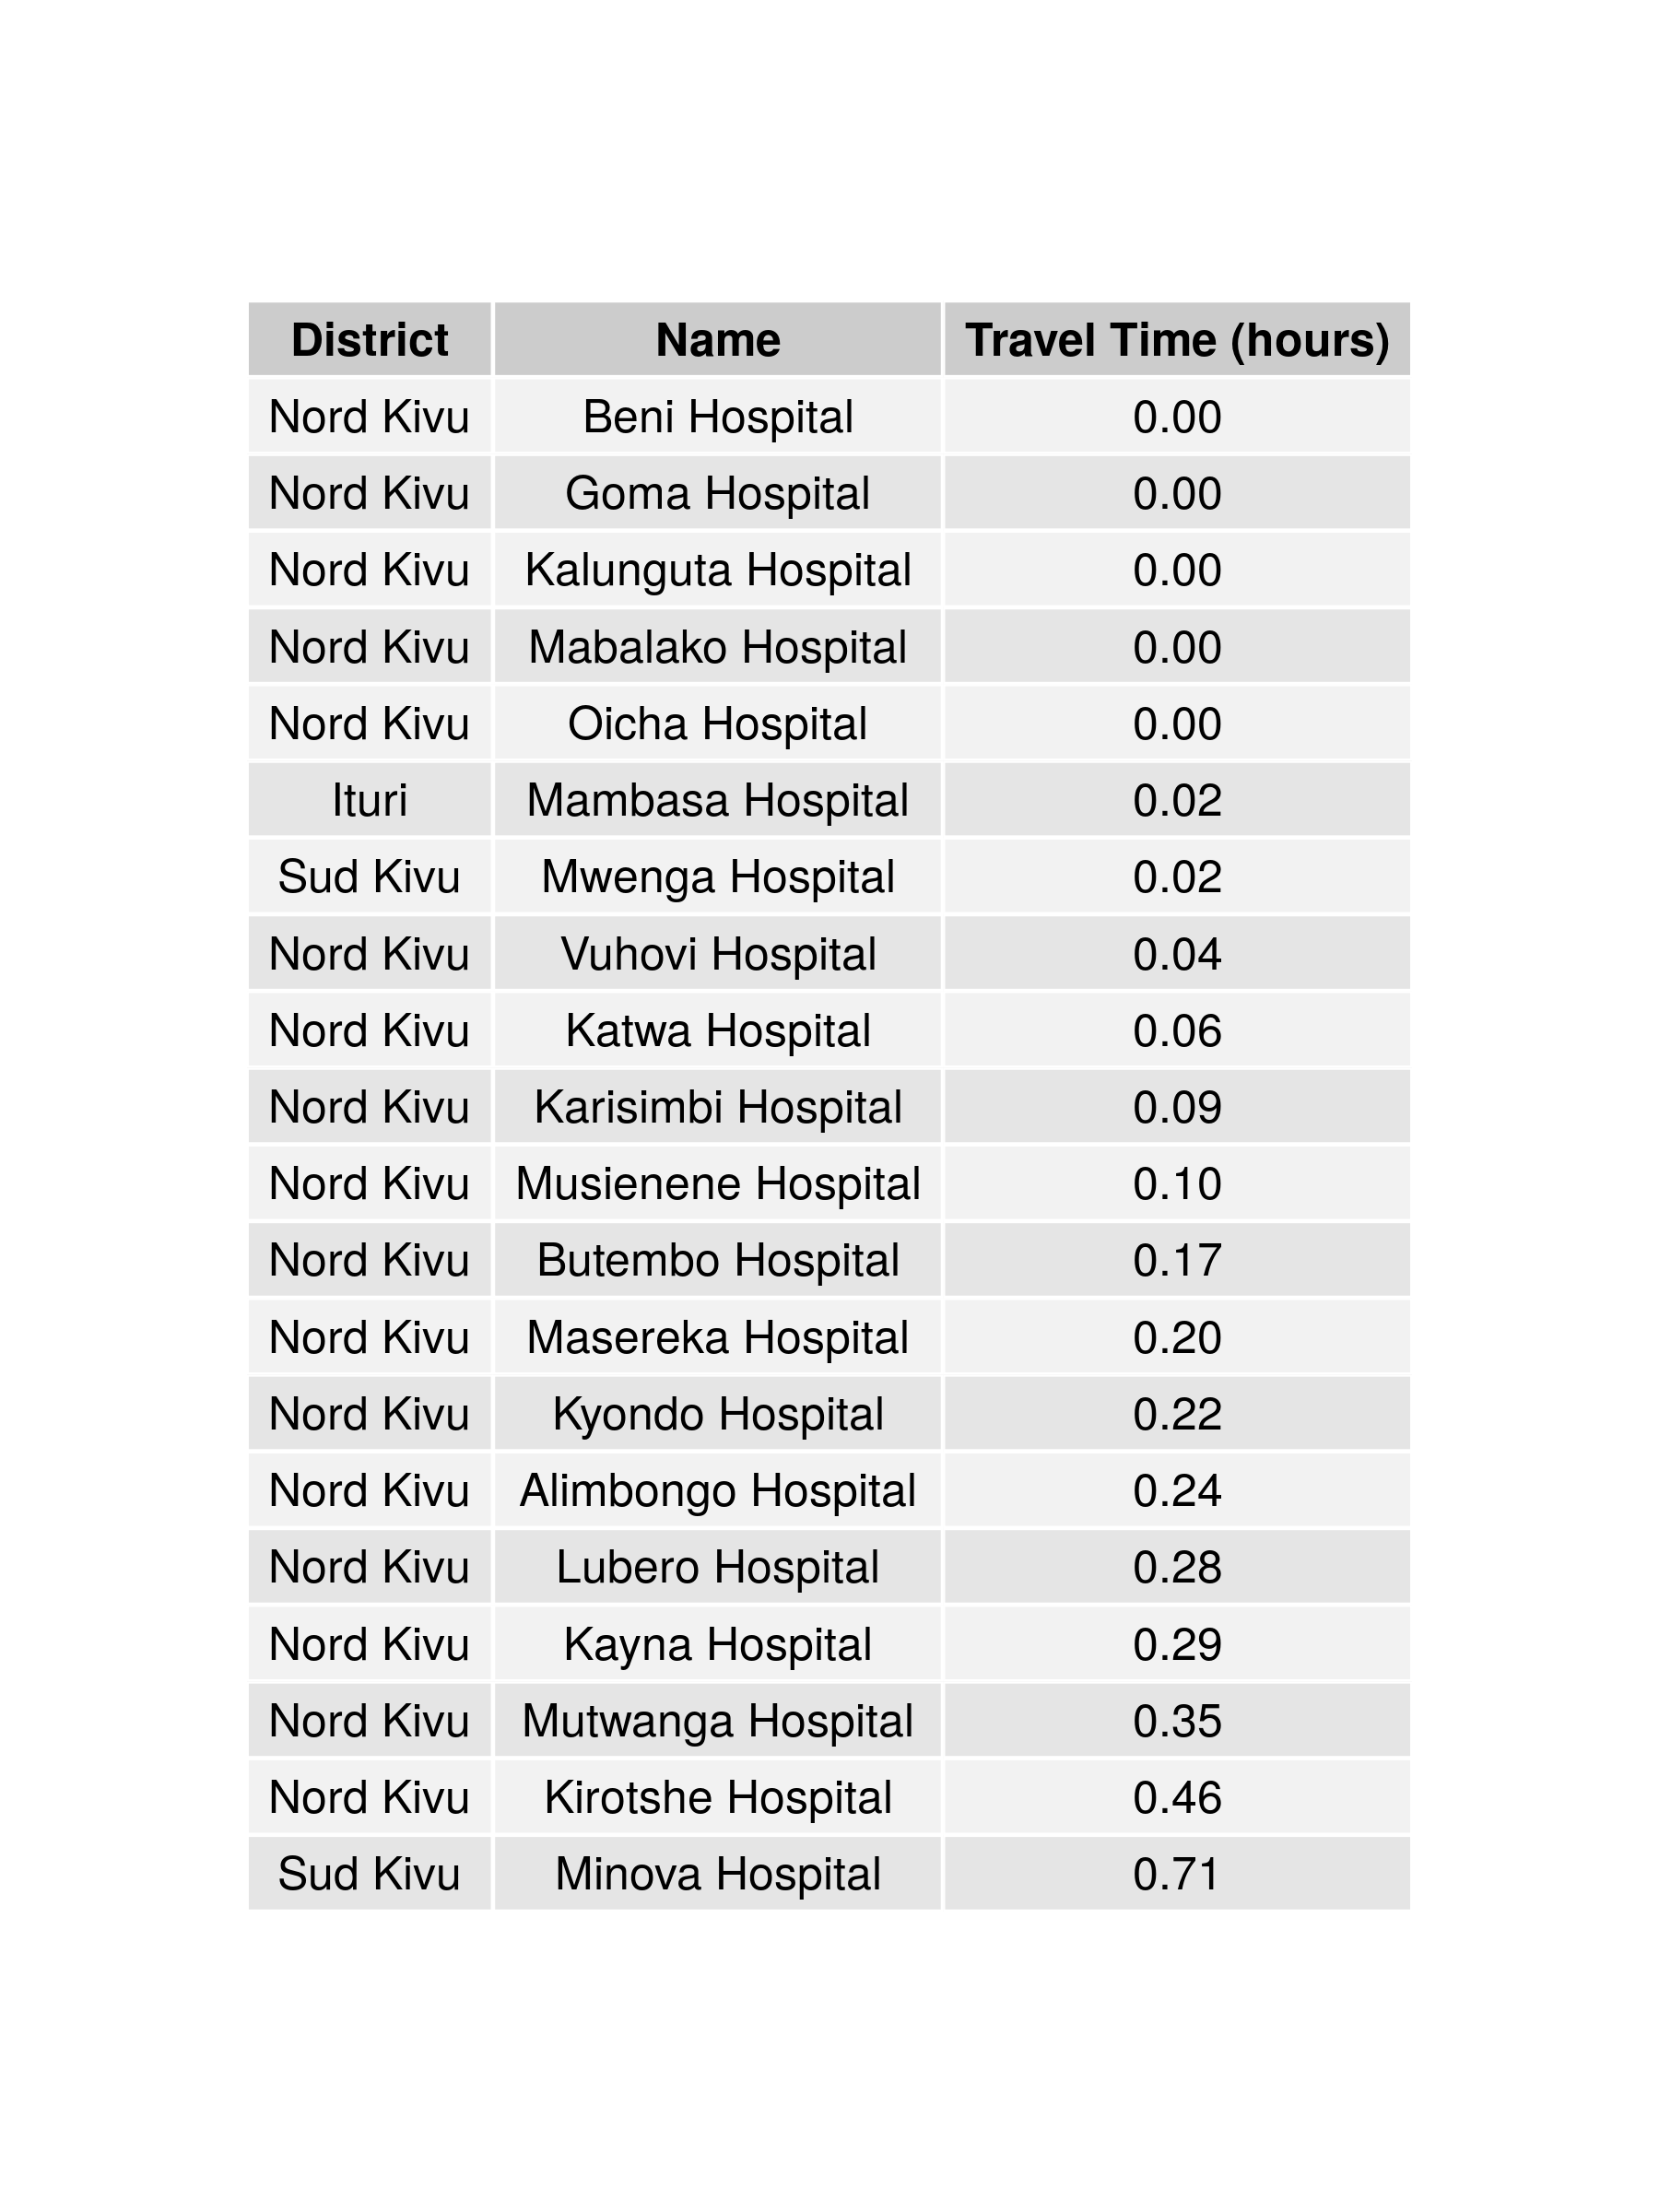 District Name Travel Time (hours)
Nord Kivu Beni Hospital 0.00
Nord Kivu Goma Hospital 0.00
Nord Kivu Kalunguta Hospital 0.00
Nord Kivu Mabalako Hospital 0.00
Nord Kivu Oicha Hospital 0.00
Ituri Mambasa Hospital 0.02
Sud Kivu Mwenga Hospital 0.02
Nord Kivu Vuhovi Hospital 0.04
Nord Kivu Katwa Hospital 0.06
Nord Kivu Karisimbi Hospital 0.09
Nord Kivu Musienene Hospital 0.10
Nord Kivu Butembo Hospital 0.17
Nord Kivu Masereka Hospital 0.20
Nord Kivu Kyondo Hospital 0.22
Nord Kivu Alimbongo Hospital 0.24
Nord Kivu Lubero Hospital 0.28
Nord Kivu Kayna Hospital 0.29
Nord Kivu Mutwanga Hospital 0.35
Nord Kivu Kirotshe Hospital 0.46
Sud Kivu Minova Hospital 0.71